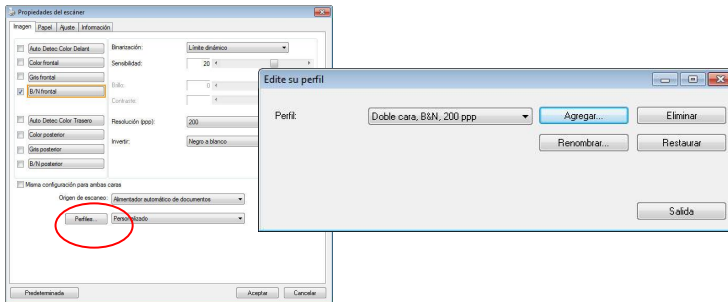 Propiedades del escáner
Imagen Papel Ajuste Información
Auto Detec Color Delant
Color frontal
Gris frontal
B/N frontal
Auto Detec Color Trasero
Color posterior
Gris posterior
B/N posterior
Binarización: Límite dinámico
Sensibilidad: 20
Brillo: 0
Contraste:
Resolución (ppp): 200
Invertir: Negro a blanco
Misma configuración para ambas caras
Origen de escaneo: Alimentador automático de documentos
Perfiles... Personalizado
Predeterminada Aceptar Cancelar
Edite su perfil
Perfil: Doble cara, B&N, 200 ppp Agregar... Eliminar
Renombrar... Restaurar
Salida